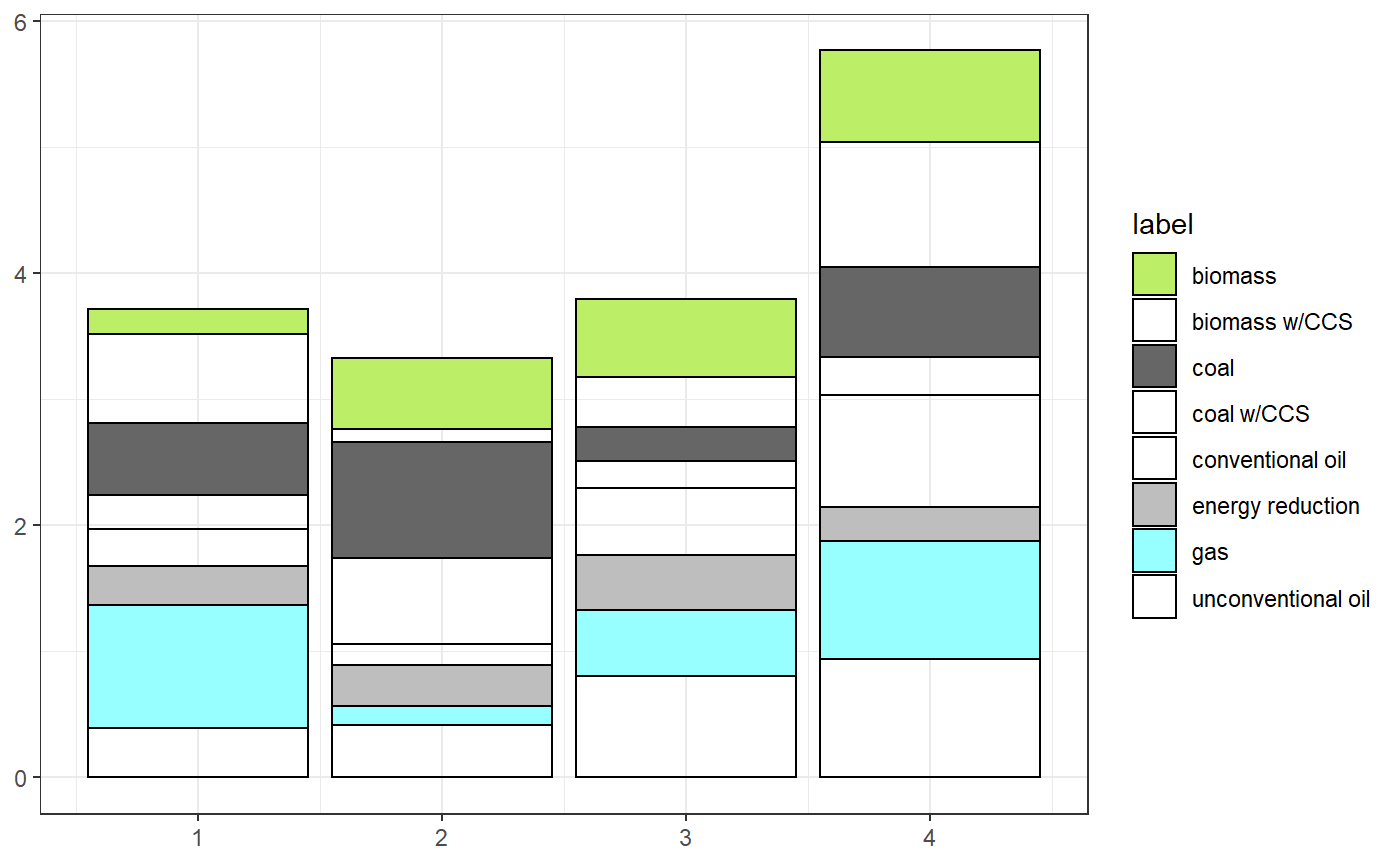 6
4
2
0
1 2 3 4
label
biomass
biomass w/CCS
coal
coal w/CCS
conventional oil
energy reduction
gas
unconventional oil